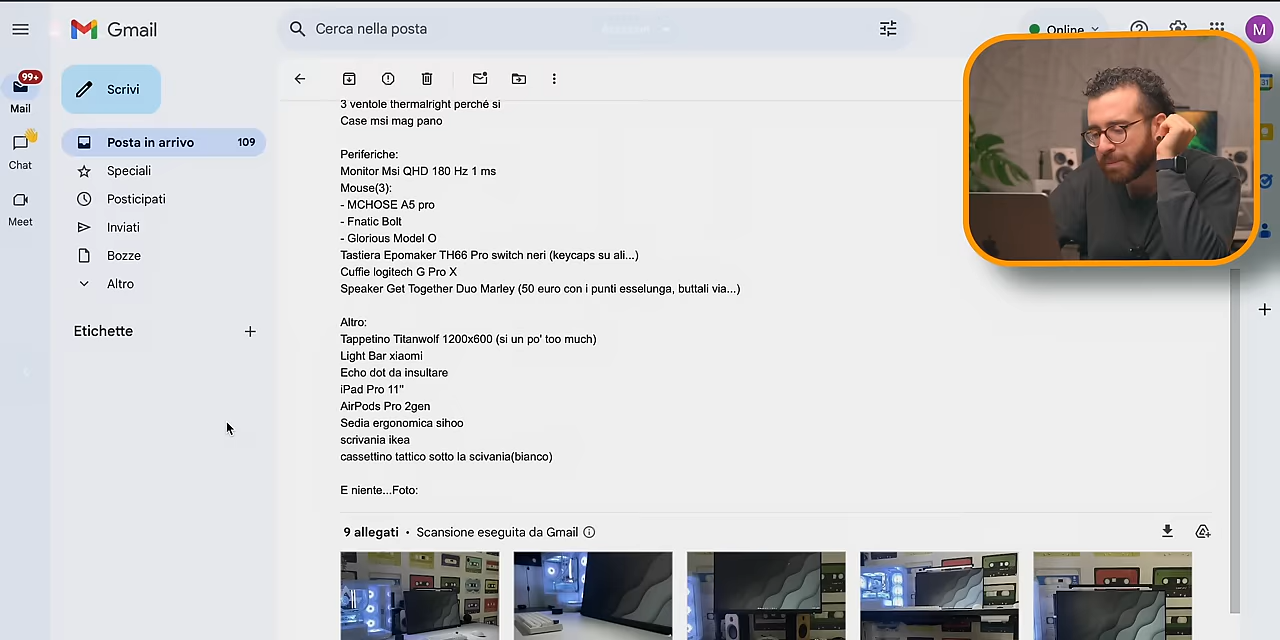 Gmail
Cerca nella posta
Online
M
99+
Mail
Chat
Meet
Scrivi
Posta in arrivo 109
Speciali
Posticipati
Inviati
Bozze
Altro
Etichette
3 ventole thermalright perché si
Case msi mag pano
Periferiche:
Monitor Msi QHD 180 Hz 1 ms
Mouse(3):
- MCHOSE A5 pro
- Fnatic Bolt
- Glorious Model O
Tastiera Epomaker TH66 Pro switch neri (keycaps su ali...)
Cuffie logitech G Pro X
Speaker Get Together Duo Marley (50 euro con i punti esselunga, buttali via...)
Altro:
Tappetino Titanwolf 1200x600 (si un po' too much)
Light Bar xiaomi
Echo dot da insultare
iPad Pro 11"
AirPods Pro 2gen
Sedia ergonomica sihoo
scrivania ikea
cassettino tattico sotto la scivania(bianco)
E niente...Foto:
9 allegati • Scansione eseguita da Gmail
31